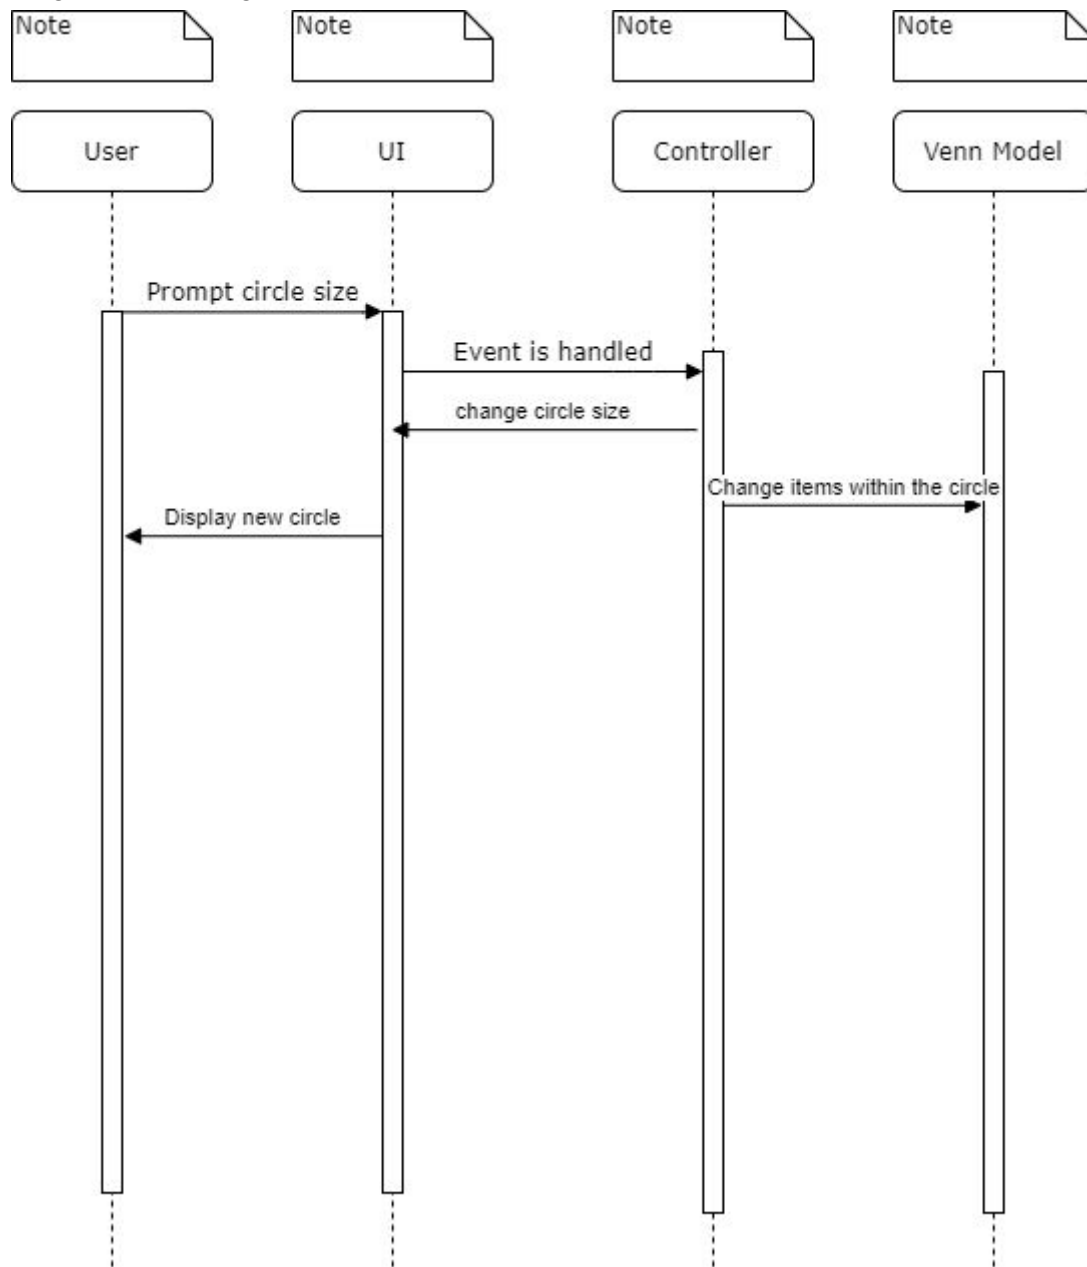 Note
Note
Note
Note
User
UI
Controller
Venn Model
Prompt circle size
Event is handled
change circle size
Change items within the circle
Display new circle